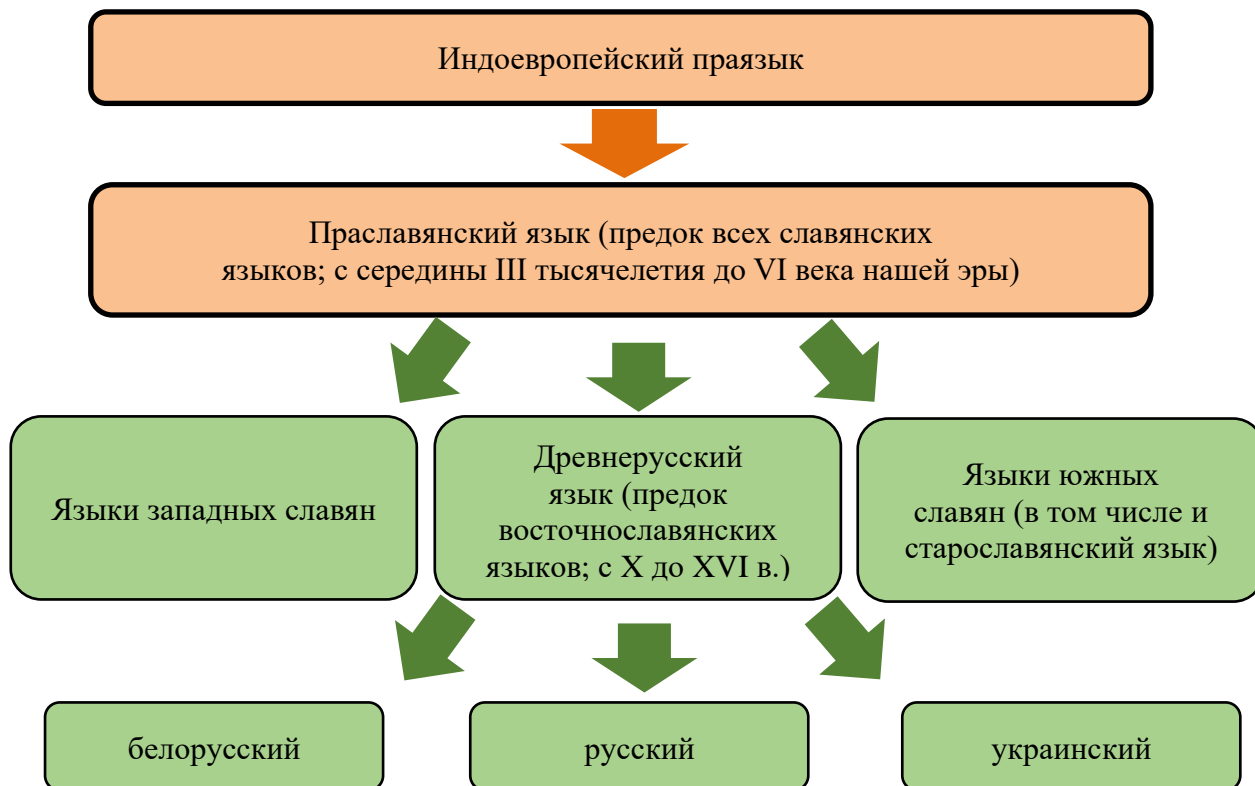 Индоевропейский праязык
Праславянский язык (предок всех славянских
языков; с середины III тысячелетия до VI века нашей эры)
Языки западных славян
Древнерусский
язык (предок
восточнославянских
языков; с X до XVI в.)
Языки южных
славян (в том числе и
старославянский язык)
белорусский
русский
украинский